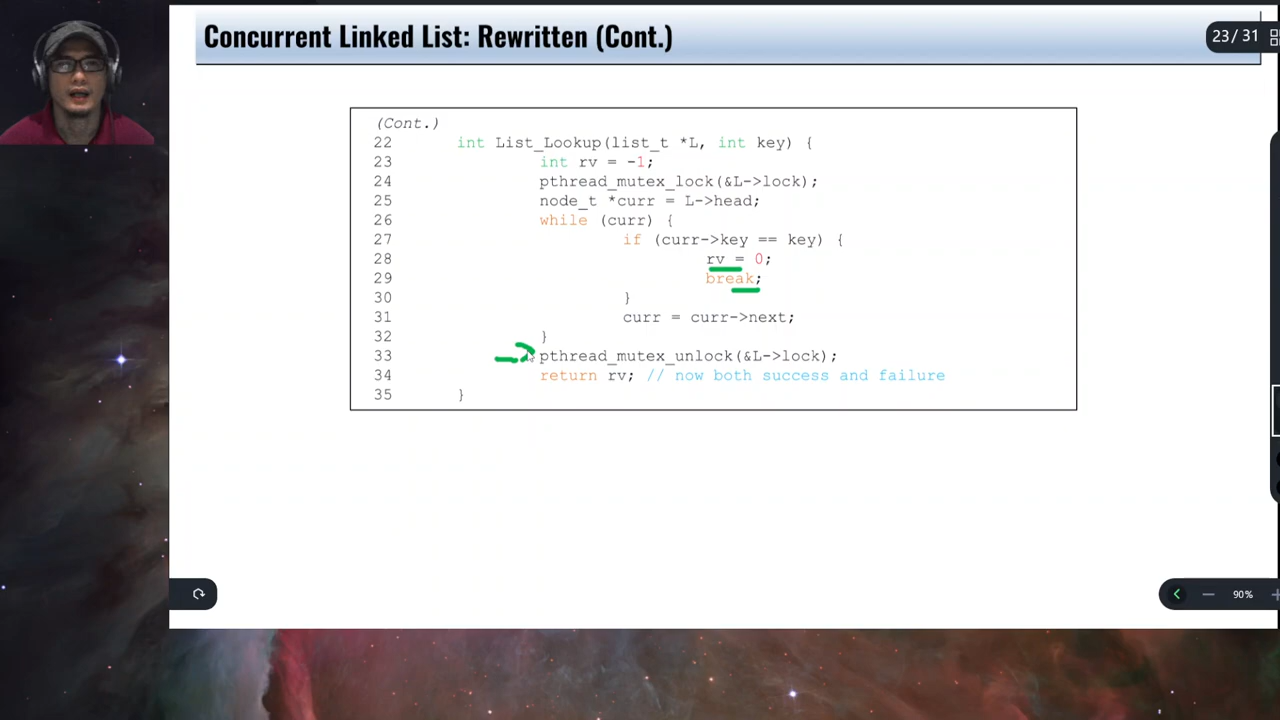 Concurrent Linked List: Rewritten (Cont.)
23 / 31
(Cont.)
22 int List_Lookup(list_t *L, int key) {
23 int rv = -1;
24 pthread_mutex_lock(&L->lock);
25 node_t *curr = L->head;
26 while (curr) {
27 if (curr->key == key) {
28 rv = 0;
29 break;
30 }
31 curr = curr->next;
32 }
33 pthread_mutex_unlock(&L->lock);
34 return rv; // now both success and failure
35 }
90%